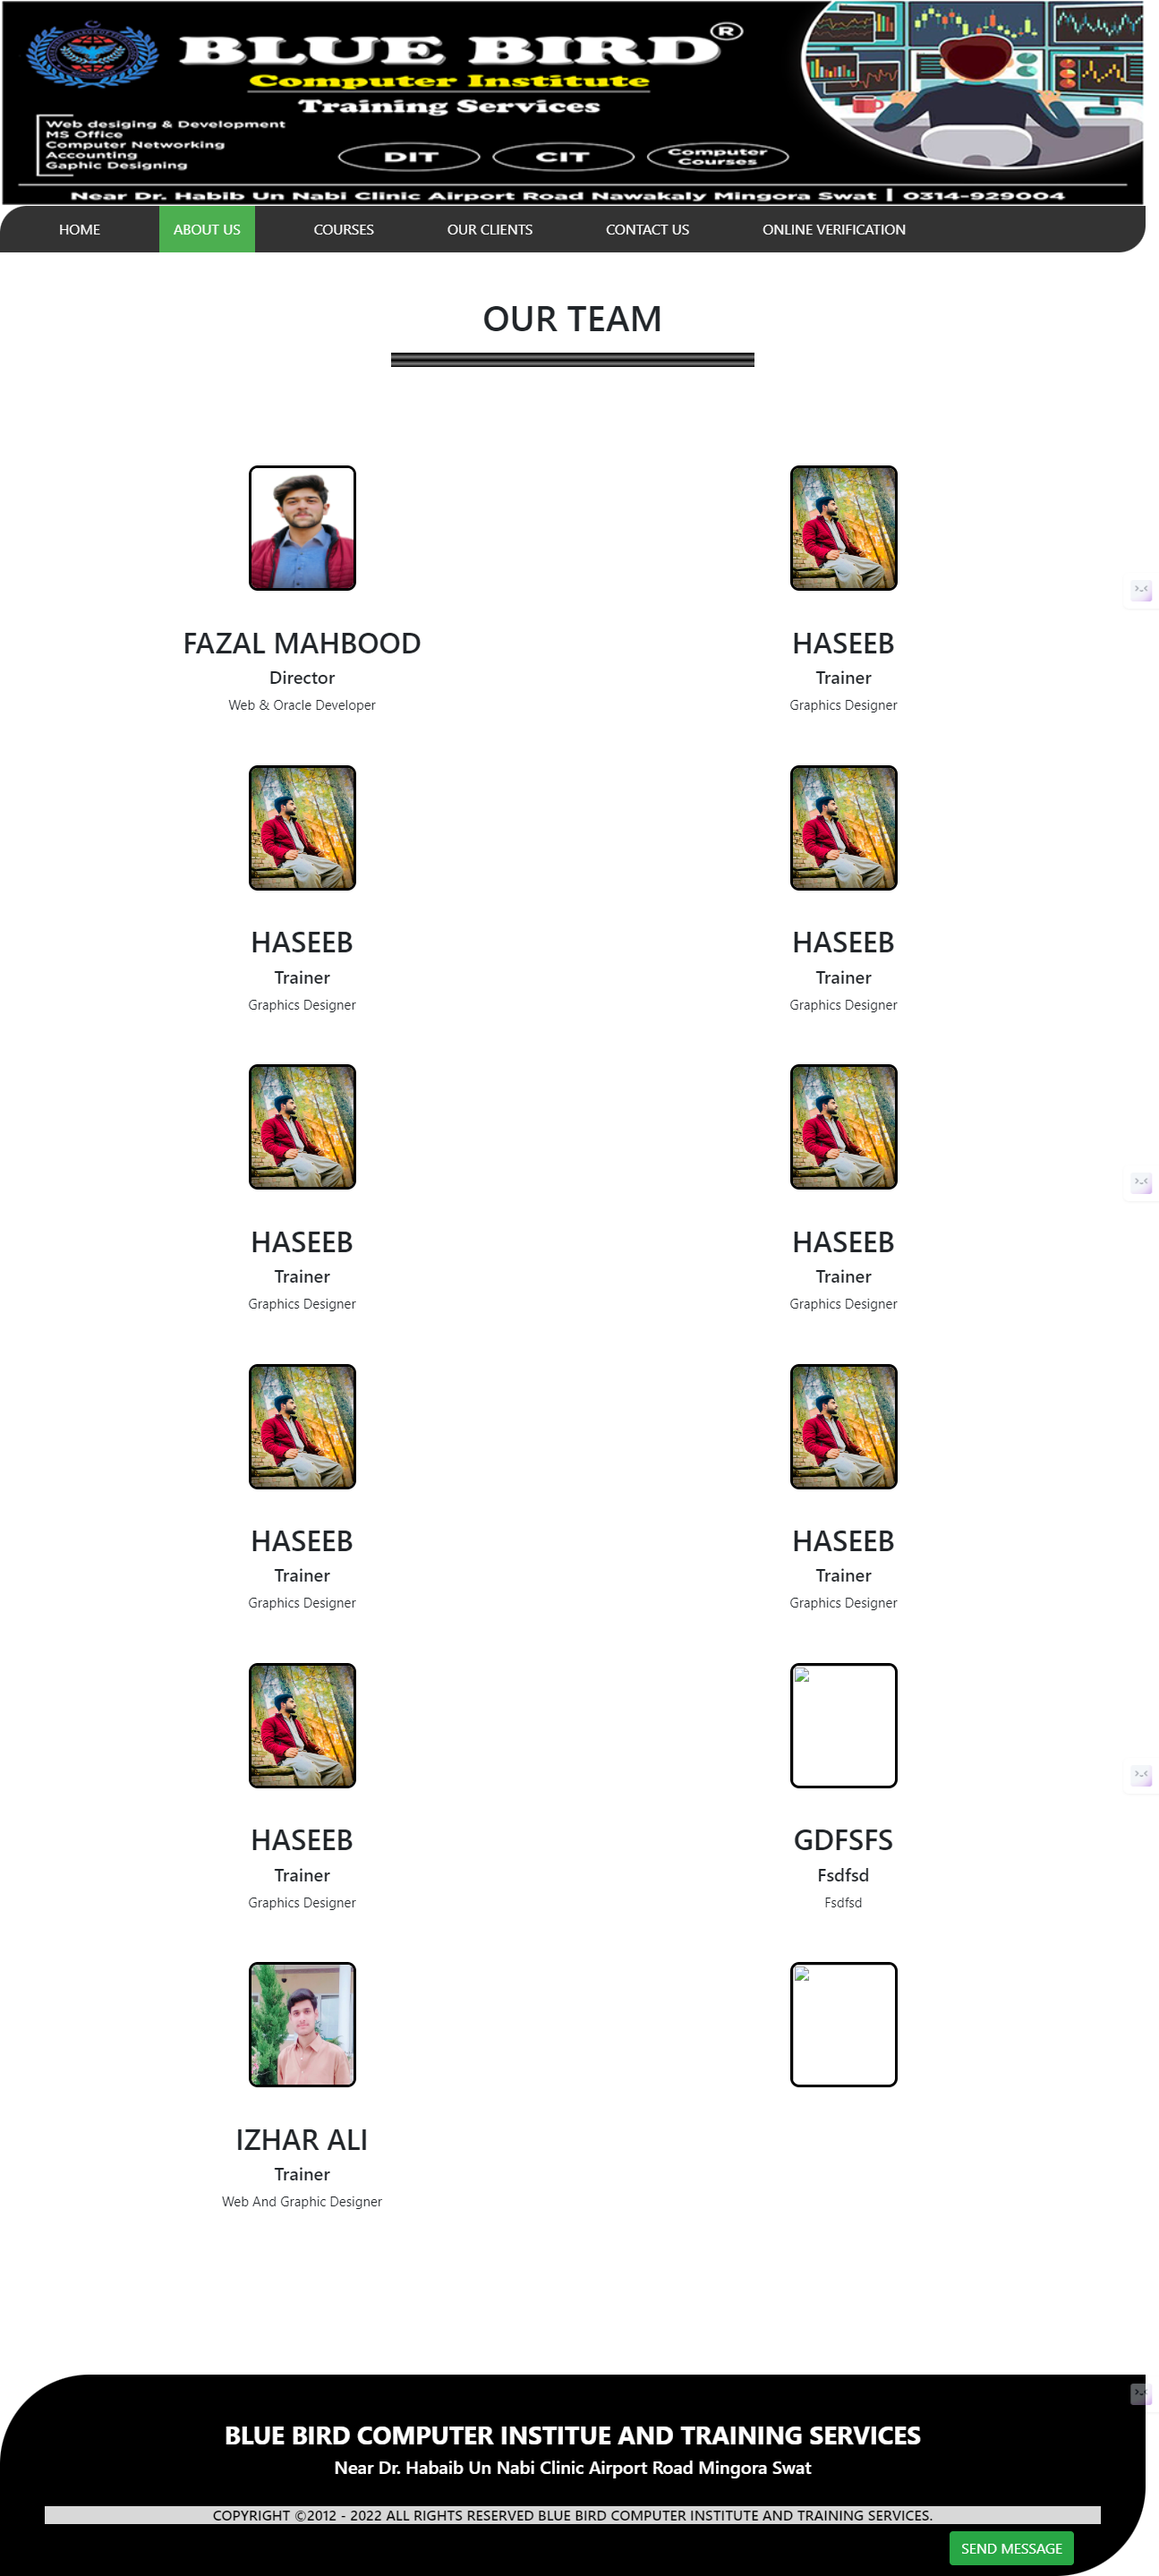 BLUE BIRD®
Computer Institute
Training Services
Web desiging & Development
MS Office
Computer Networking
Accounting
Gaphic Designing
DIT
CIT
Computer
Courses
Near Dr. Habib Un Nabi Clinic Airport Road Nawakaly Mingora Swat | 0314-929004
HOME ABOUT US COURSES OUR CLIENTS CONTACT US ONLINE VERIFICATION
OUR TEAM
FAZAL MAHBOOD
Director
Web & Oracle Developer
HASEEB
Trainer
Graphics Designer
HASEEB
Trainer
Graphics Designer
HASEEB
Trainer
Graphics Designer
HASEEB
Trainer
Graphics Designer
HASEEB
Trainer
Graphics Designer
HASEEB
Trainer
Graphics Designer
HASEEB
Trainer
Graphics Designer
HASEEB
Trainer
Graphics Designer
GDFSFS
Fsdfsd
Fsdfsd
IZHAR ALI
Trainer
Web And Graphic Designer
BLUE BIRD COMPUTER INSTITUE AND TRAINING SERVICES
Near Dr. Habaib Un Nabi Clinic Airport Road Mingora Swat
COPYRIGHT ©2012 - 2022 ALL RIGHTS RESERVED BLUE BIRD COMPUTER INSTITUTE AND TRAINING SERVICES.
SEND MESSAGE